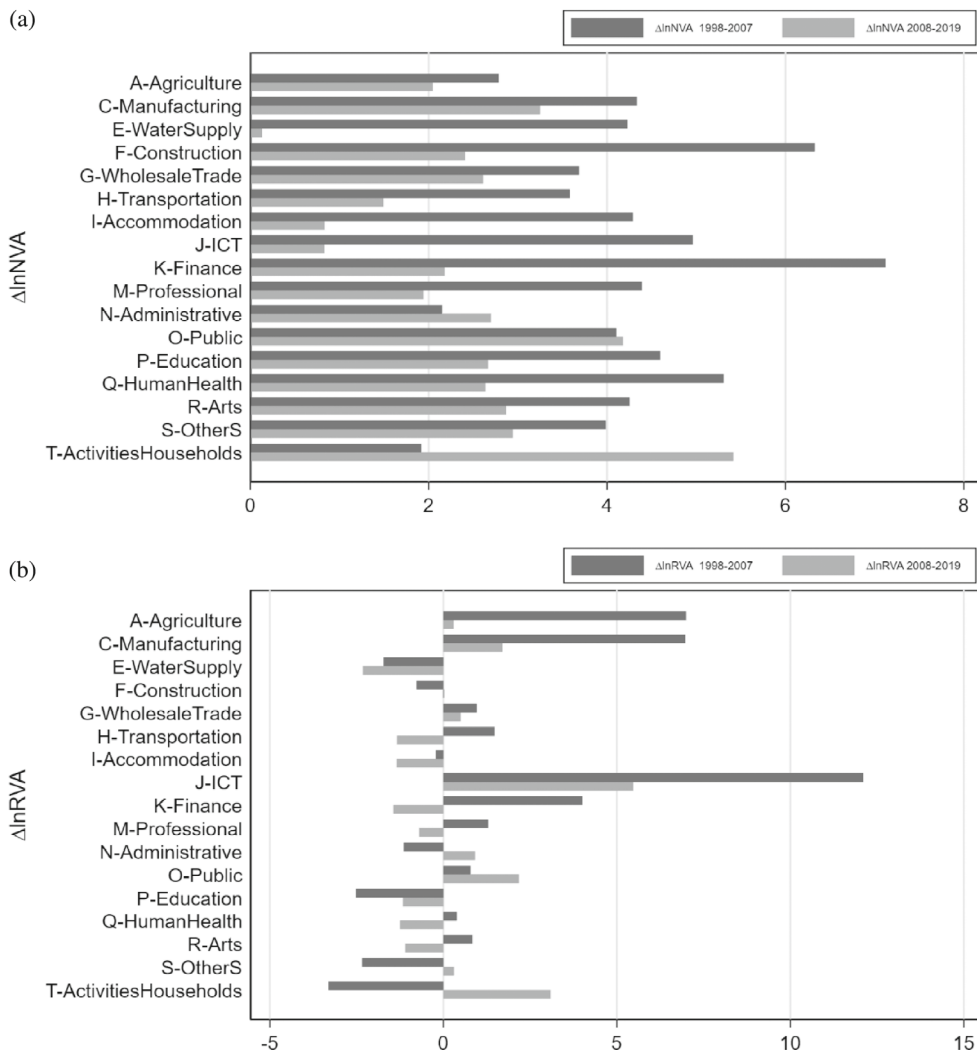 (a)
ΔlnNVA 1998-2007 ΔlnNVA 2008-2019
ΔlnNVA
A-Agriculture
C-Manufacturing
E-WaterSupply
F-Construction
G-WholesaleTrade
H-Transportation
I-Accommodation
J-ICT
K-Finance
M-Professional
N-Administrative
O-Public
P-Education
Q-HumanHealth
R-Arts
S-OtherS
T-ActivitiesHouseholds
0 2 4 6 8
(b)
ΔlnRVA 1998-2007 ΔlnRVA 2008-2019
ΔlnRVA
A-Agriculture
C-Manufacturing
E-WaterSupply
F-Construction
G-WholesaleTrade
H-Transportation
I-Accommodation
J-ICT
K-Finance
M-Professional
N-Administrative
O-Public
P-Education
Q-HumanHealth
R-Arts
S-OtherS
T-ActivitiesHouseholds
-5 0 5 10 15